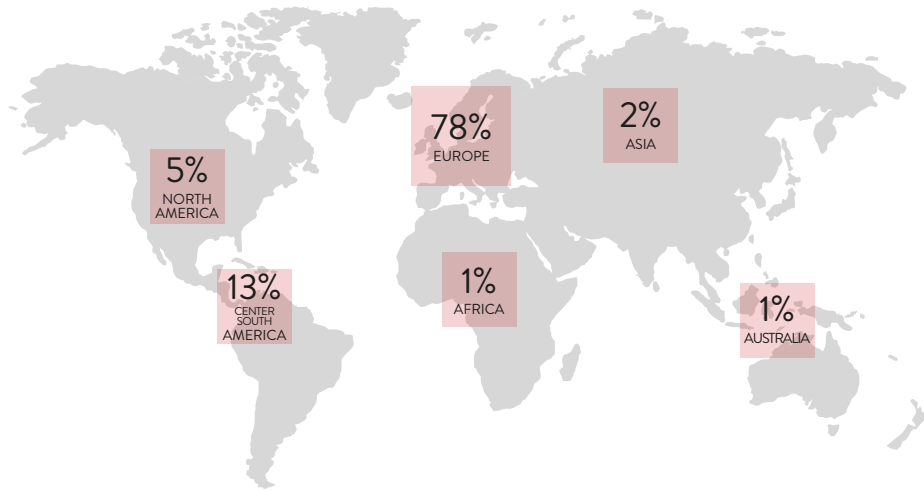 78%
EUROPE
2%
ASIA
5%
NORTH
AMERICA
13%
CENTER
SOUTH
AMERICA
1%
AFRICA
1%
AUSTRALIA